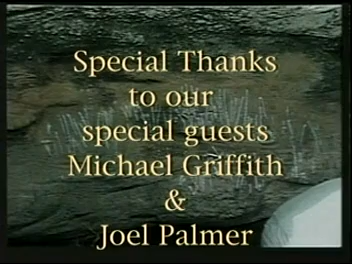 Special Thanks
to our
special guests
Michael Griffith
&
Joel Palmer